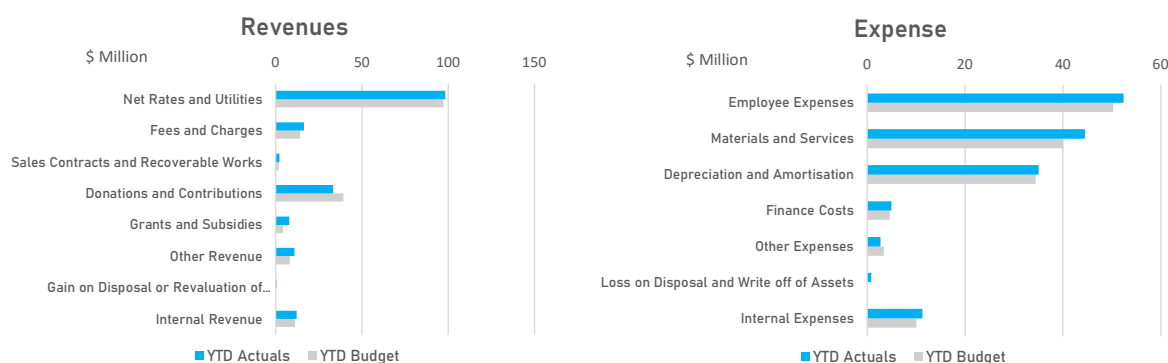 Revenues
$ Million
0 50 100 150
Net Rates and Utilities
Fees and Charges
Sales Contracts and Recoverable Works
Donations and Contributions
Grants and Subsidies
Other Revenue
Gain on Disposal or Revaluation of…
Internal Revenue
YTD Actuals YTD Budget
Expense
$ Million
0 20 40 60
Employee Expenses
Materials and Services
Depreciation and Amortisation
Finance Costs
Other Expenses
Loss on Disposal and Write off of Assets
Internal Expenses
YTD Actuals YTD Budget